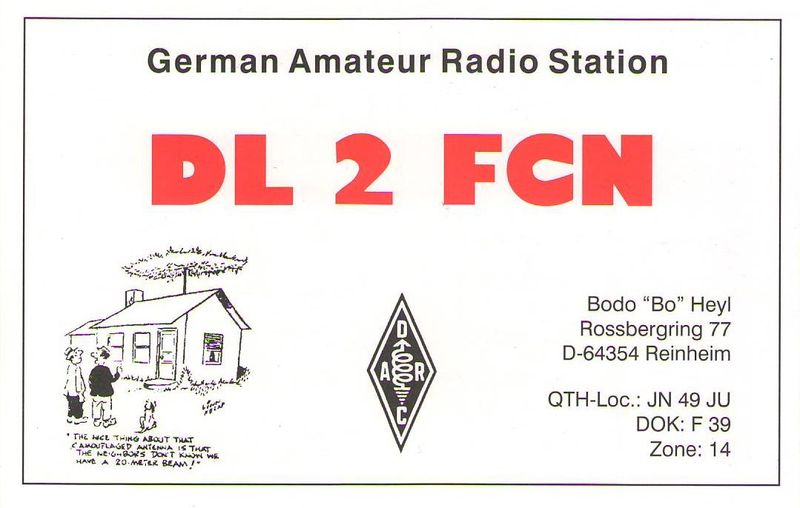 German Amateur Radio Station
DL 2 FCN
Bodo “Bo” Heyl
Rossbergring 77
D-64354 Reinheim
QTH-Loc.: JN 49 JU
DOK: F 39
Zone: 14
D
A R
C
"THE NICE THING ABOUT THAT
CAMOUFLAGED ANTENNA IS THAT
THE NEIGHBORS DON'T KNOW WE
HAVE A 20-METER BEAM!"